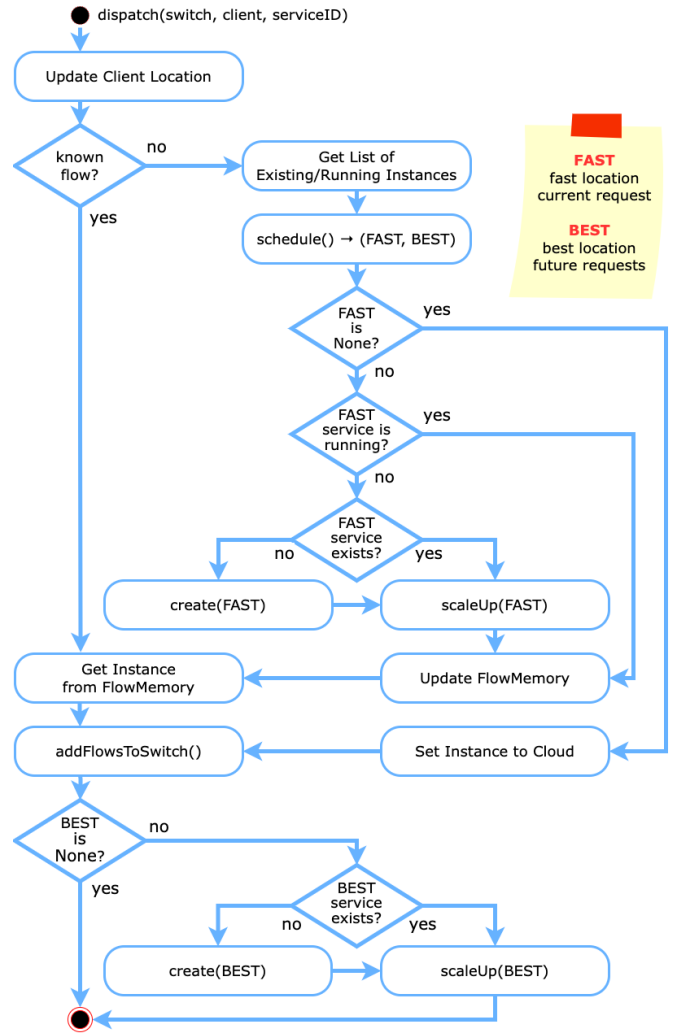 dispatch(switch, client, serviceID)
Update Client Location
known
flow?
no
yes
Get List of
Existing/Running Instances
FAST
fast location
current request
BEST
best location
future requests
schedule() → (FAST, BEST)
FAST
is
None?
yes
no
FAST
service is
running?
yes
no
FAST
service
exists?
no
yes
create(FAST)
scaleUp(FAST)
Get Instance
from FlowMemory
Update FlowMemory
addFlowsToSwitch()
Set Instance to Cloud
BEST
is
None?
no
yes
BEST
service
exists?
no
yes
create(BEST)
scaleUp(BEST)